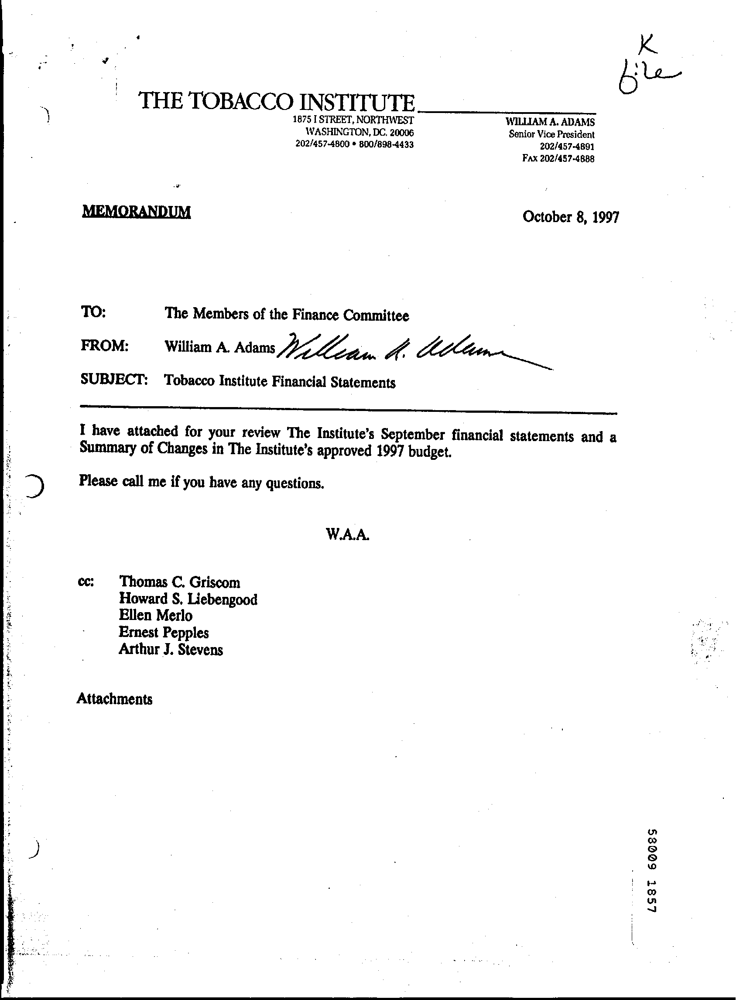 K
file
THE TOBACCO INSTITUTE
1875 I STREET, NORTHWEST
WASHINGTON, DC. 20006
202/457-4800 • 800/898-4433
WILLIAM A. ADAMS
Senior Vice President
202/457-4891
FAX 202/457-4888
MEMORANDUM
October 8, 1997
TO: The Members of the Finance Committee
FROM: William A. Adams William A. Adams
SUBJECT: Tobacco Institute Financial Statements
I have attached for your review The Institute's September financial statements and a
Summary of Changes in The Institute's approved 1997 budget.
Please call me if you have any questions.
W.A.A.
cc: Thomas C. Griscom
Howard S. Liebengood
Ellen Merlo
Ernest Pepples
Arthur J. Stevens
Attachments
58009 1857